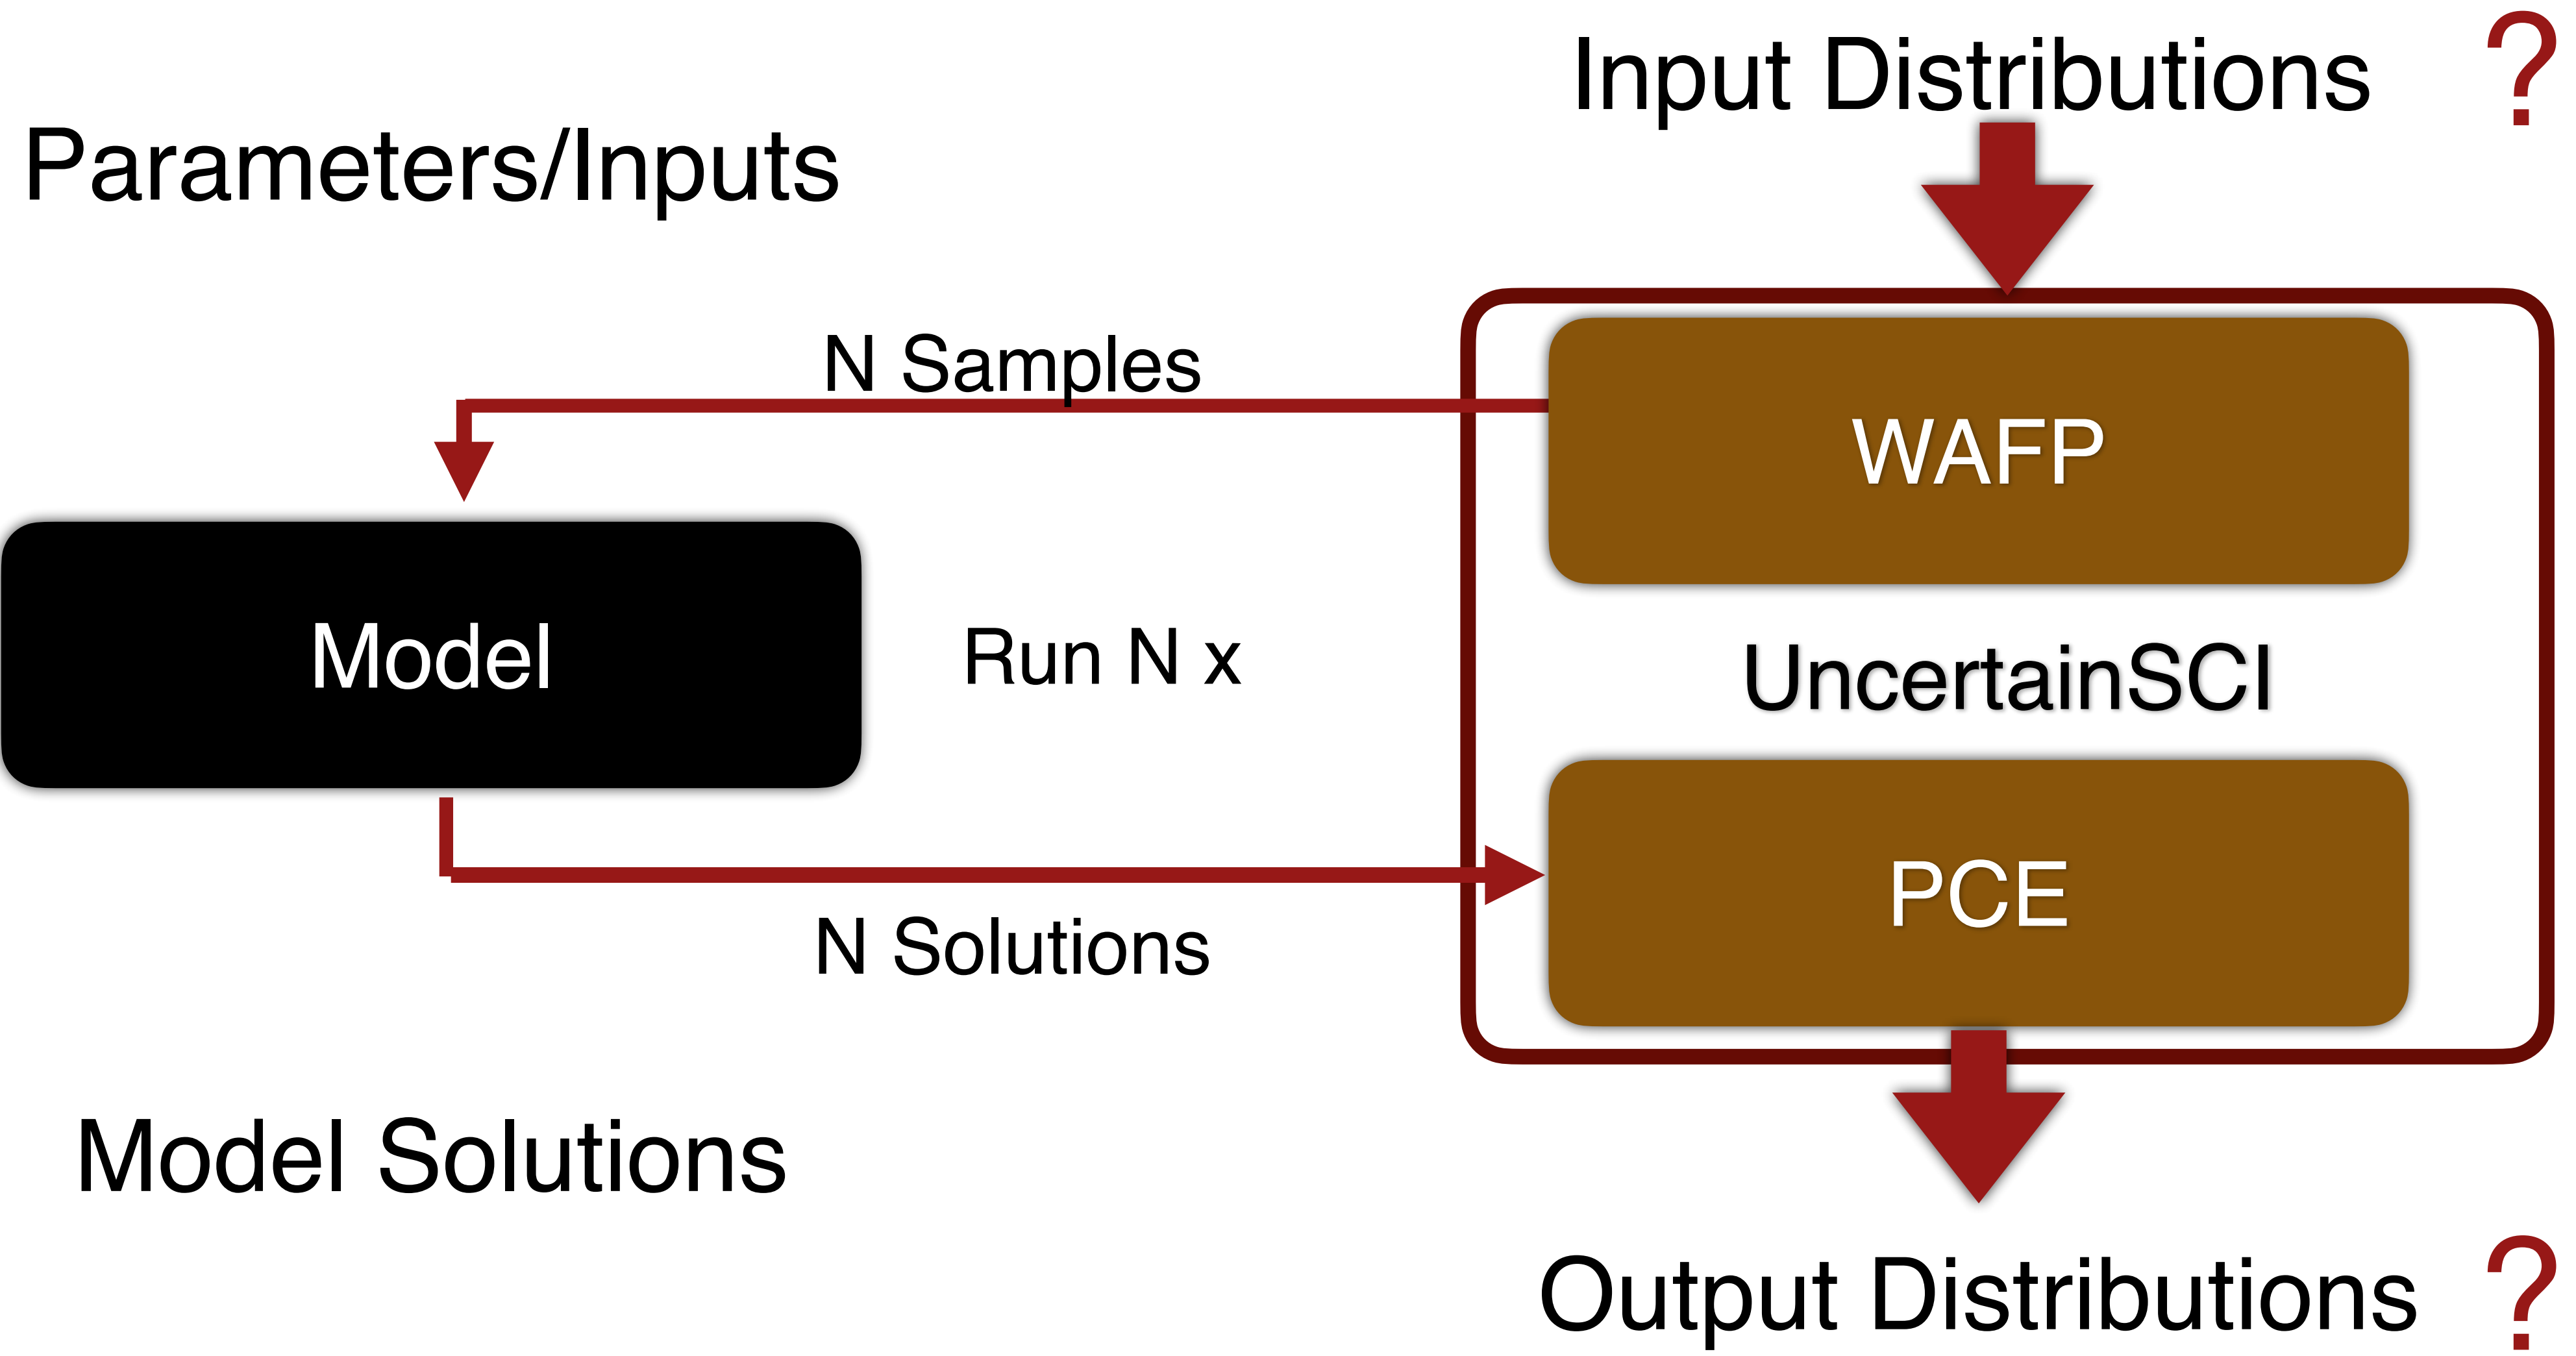 Input Distributions ?
Parameters/Inputs
N Samples
WAFP
Model
Run N x
UncertainSCI
PCE
N Solutions
Model Solutions
Output Distributions ?